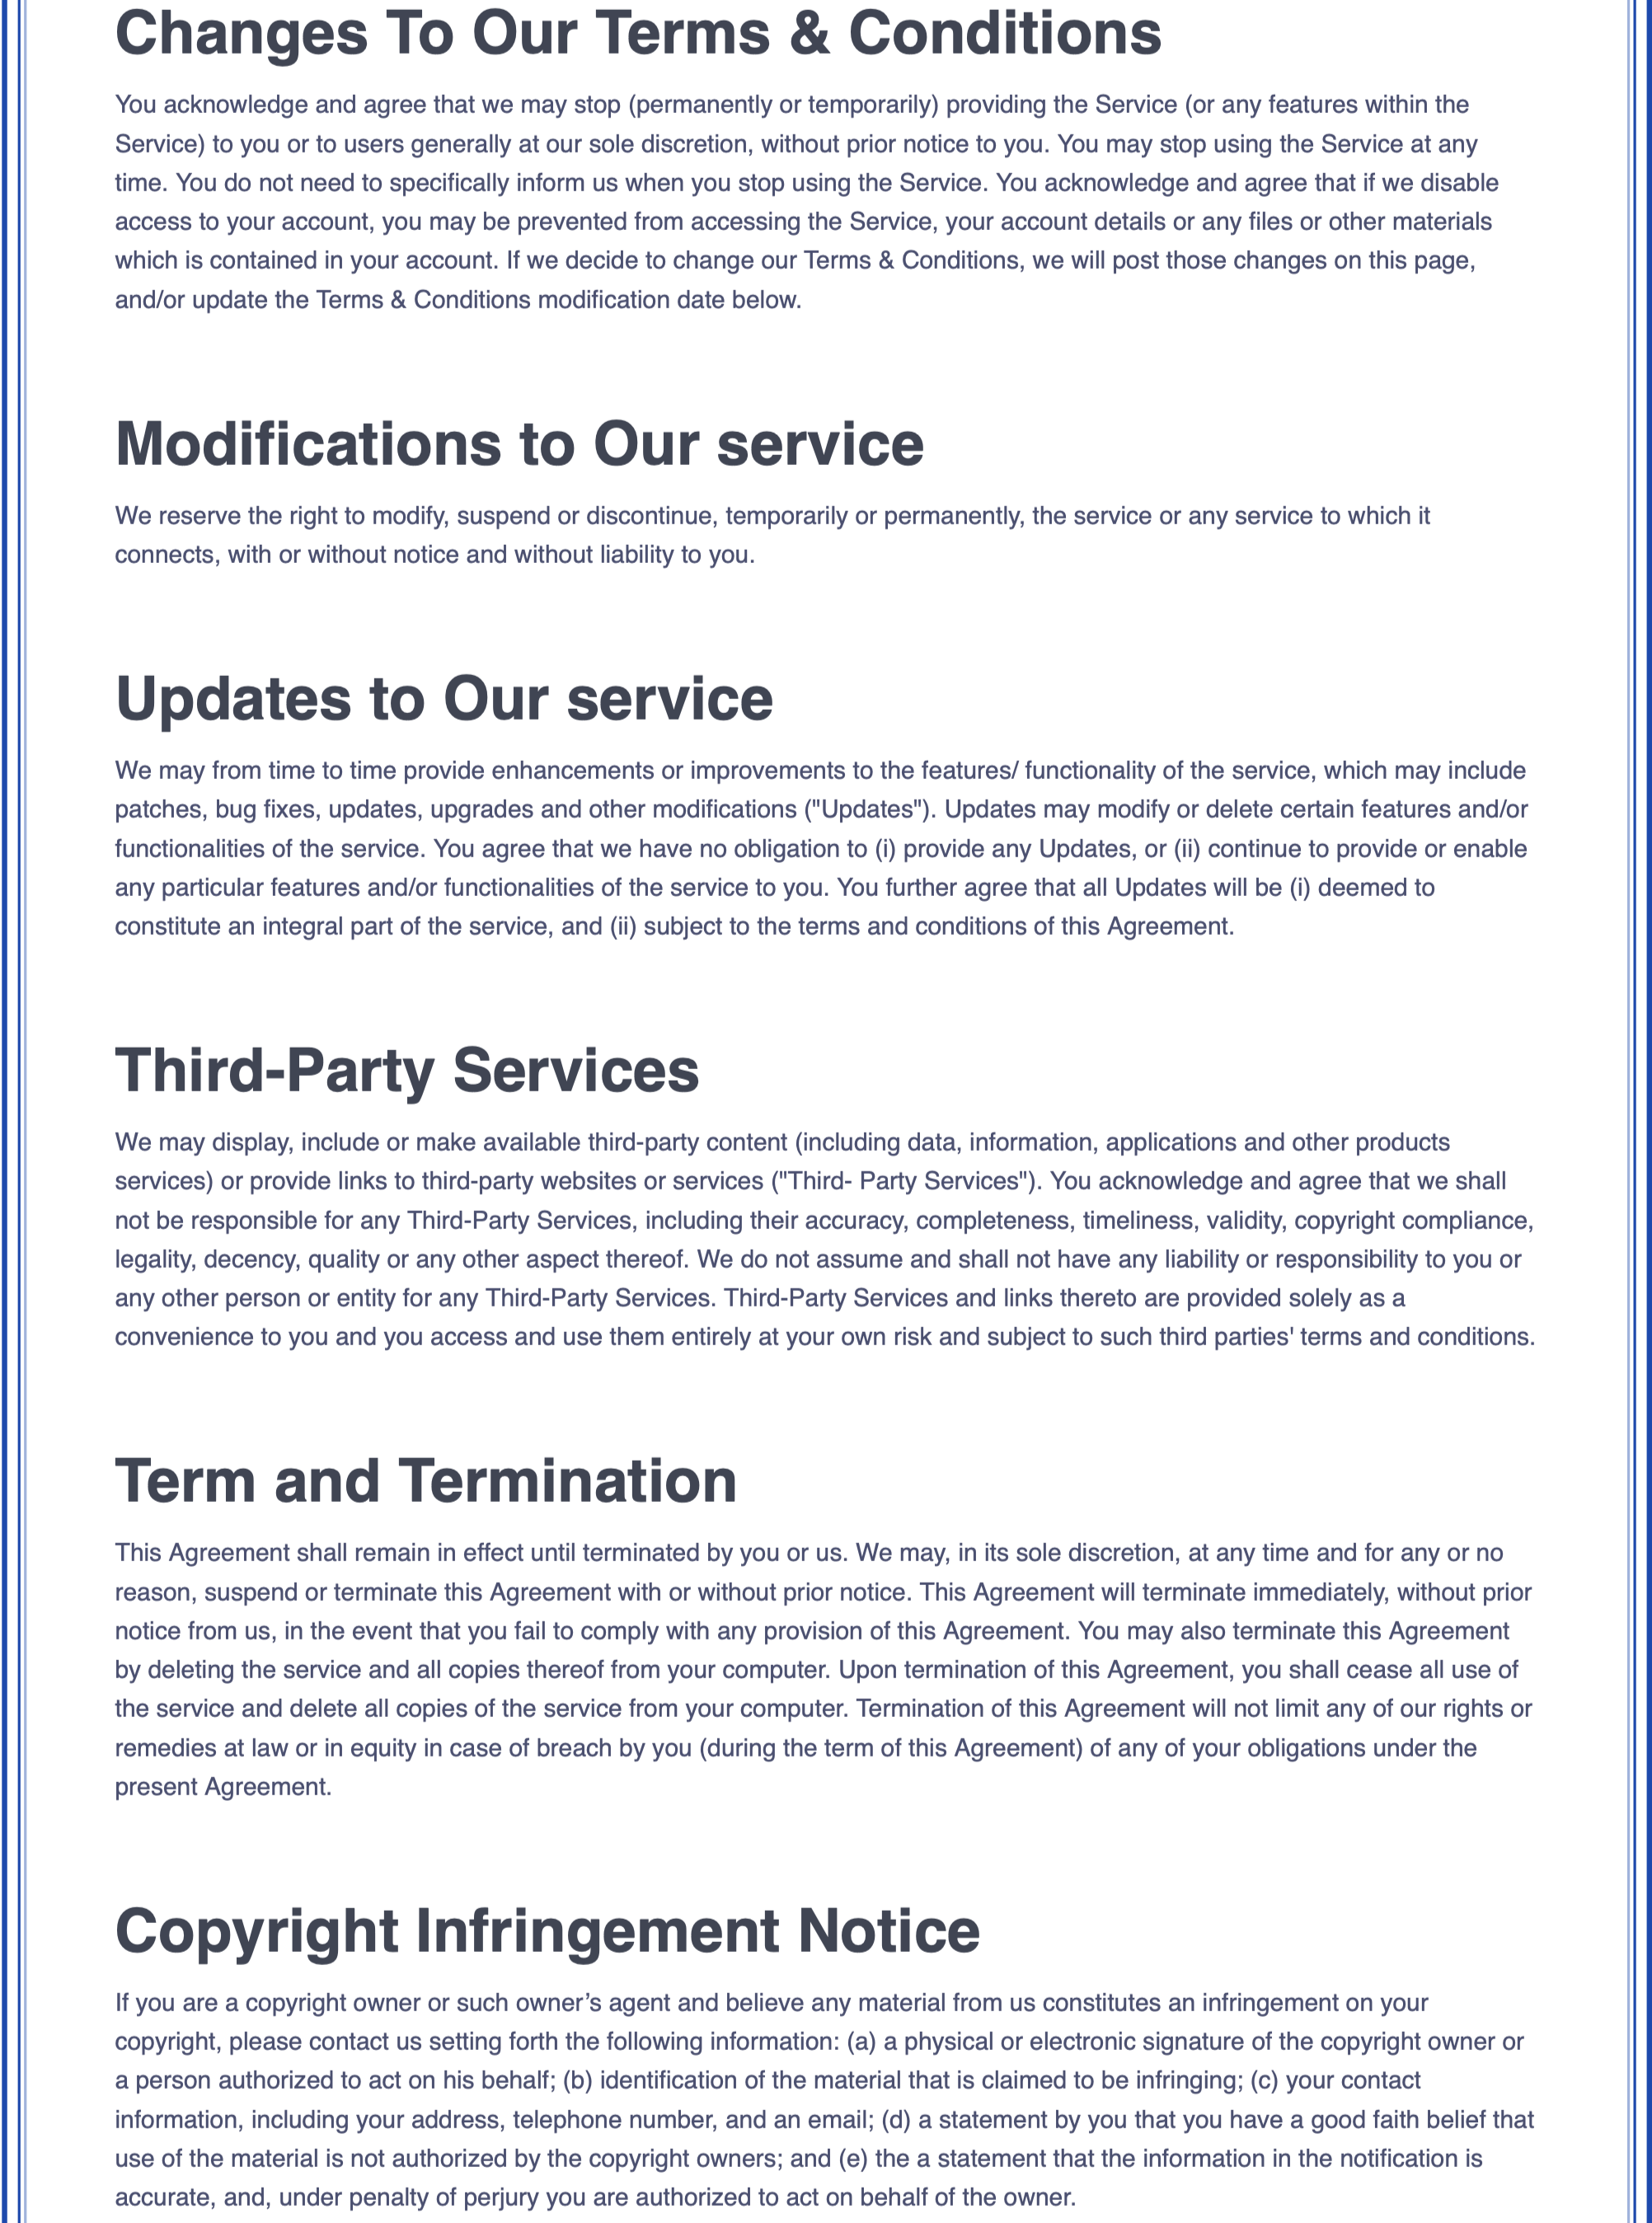 Changes To Our Terms & Conditions
You acknowledge and agree that we may stop (permanently or temporarily) providing the Service (or any features within the
Service) to you or to users generally at our sole discretion, without prior notice to you. You may stop using the Service at any
time. You do not need to specifically inform us when you stop using the Service. You acknowledge and agree that if we disable
access to your account, you may be prevented from accessing the Service, your account details or any files or other materials
which is contained in your account. If we decide to change our Terms & Conditions, we will post those changes on this page,
and/or update the Terms & Conditions modification date below.
Modifications to Our service
We reserve the right to modify, suspend or discontinue, temporarily or permanently, the service or any service to which it
connects, with or without notice and without liability to you.
Updates to Our service
We may from time to time provide enhancements or improvements to the features/ functionality of the service, which may include
patches, bug fixes, updates, upgrades and other modifications ("Updates"). Updates may modify or delete certain features and/or
functionalities of the service. You agree that we have no obligation to (i) provide any Updates, or (ii) continue to provide or enable
any particular features and/or functionalities of the service to you. You further agree that all Updates will be (i) deemed to
constitute an integral part of the service, and (ii) subject to the terms and conditions of this Agreement.
Third-Party Services
We may display, include or make available third-party content (including data, information, applications and other products
services) or provide links to third-party websites or services ("Third- Party Services"). You acknowledge and agree that we shall
not be responsible for any Third-Party Services, including their accuracy, completeness, timeliness, validity, copyright compliance,
legality, decency, quality or any other aspect thereof. We do not assume and shall not have any liability or responsibility to you or
any other person or entity for any Third-Party Services. Third-Party Services and links thereto are provided solely as a
convenience to you and you access and use them entirely at your own risk and subject to such third parties' terms and conditions.
Term and Termination
This Agreement shall remain in effect until terminated by you or us. We may, in its sole discretion, at any time and for any or no
reason, suspend or terminate this Agreement with or without prior notice. This Agreement will terminate immediately, without prior
notice from us, in the event that you fail to comply with any provision of this Agreement. You may also terminate this Agreement
by deleting the service and all copies thereof from your computer. Upon termination of this Agreement, you shall cease all use of
the service and delete all copies of the service from your computer. Termination of this Agreement will not limit any of our rights or
remedies at law or in equity in case of breach by you (during the term of this Agreement) of any of your obligations under the
present Agreement.
Copyright Infringement Notice
If you are a copyright owner or such owner’s agent and believe any material from us constitutes an infringement on your
copyright, please contact us setting forth the following information: (a) a physical or electronic signature of the copyright owner or
a person authorized to act on his behalf; (b) identification of the material that is claimed to be infringing; (c) your contact
information, including your address, telephone number, and an email; (d) a statement by you that you have a good faith belief that
use of the material is not authorized by the copyright owners; and (e) the a statement that the information in the notification is
accurate, and, under penalty of perjury you are authorized to act on behalf of the owner.